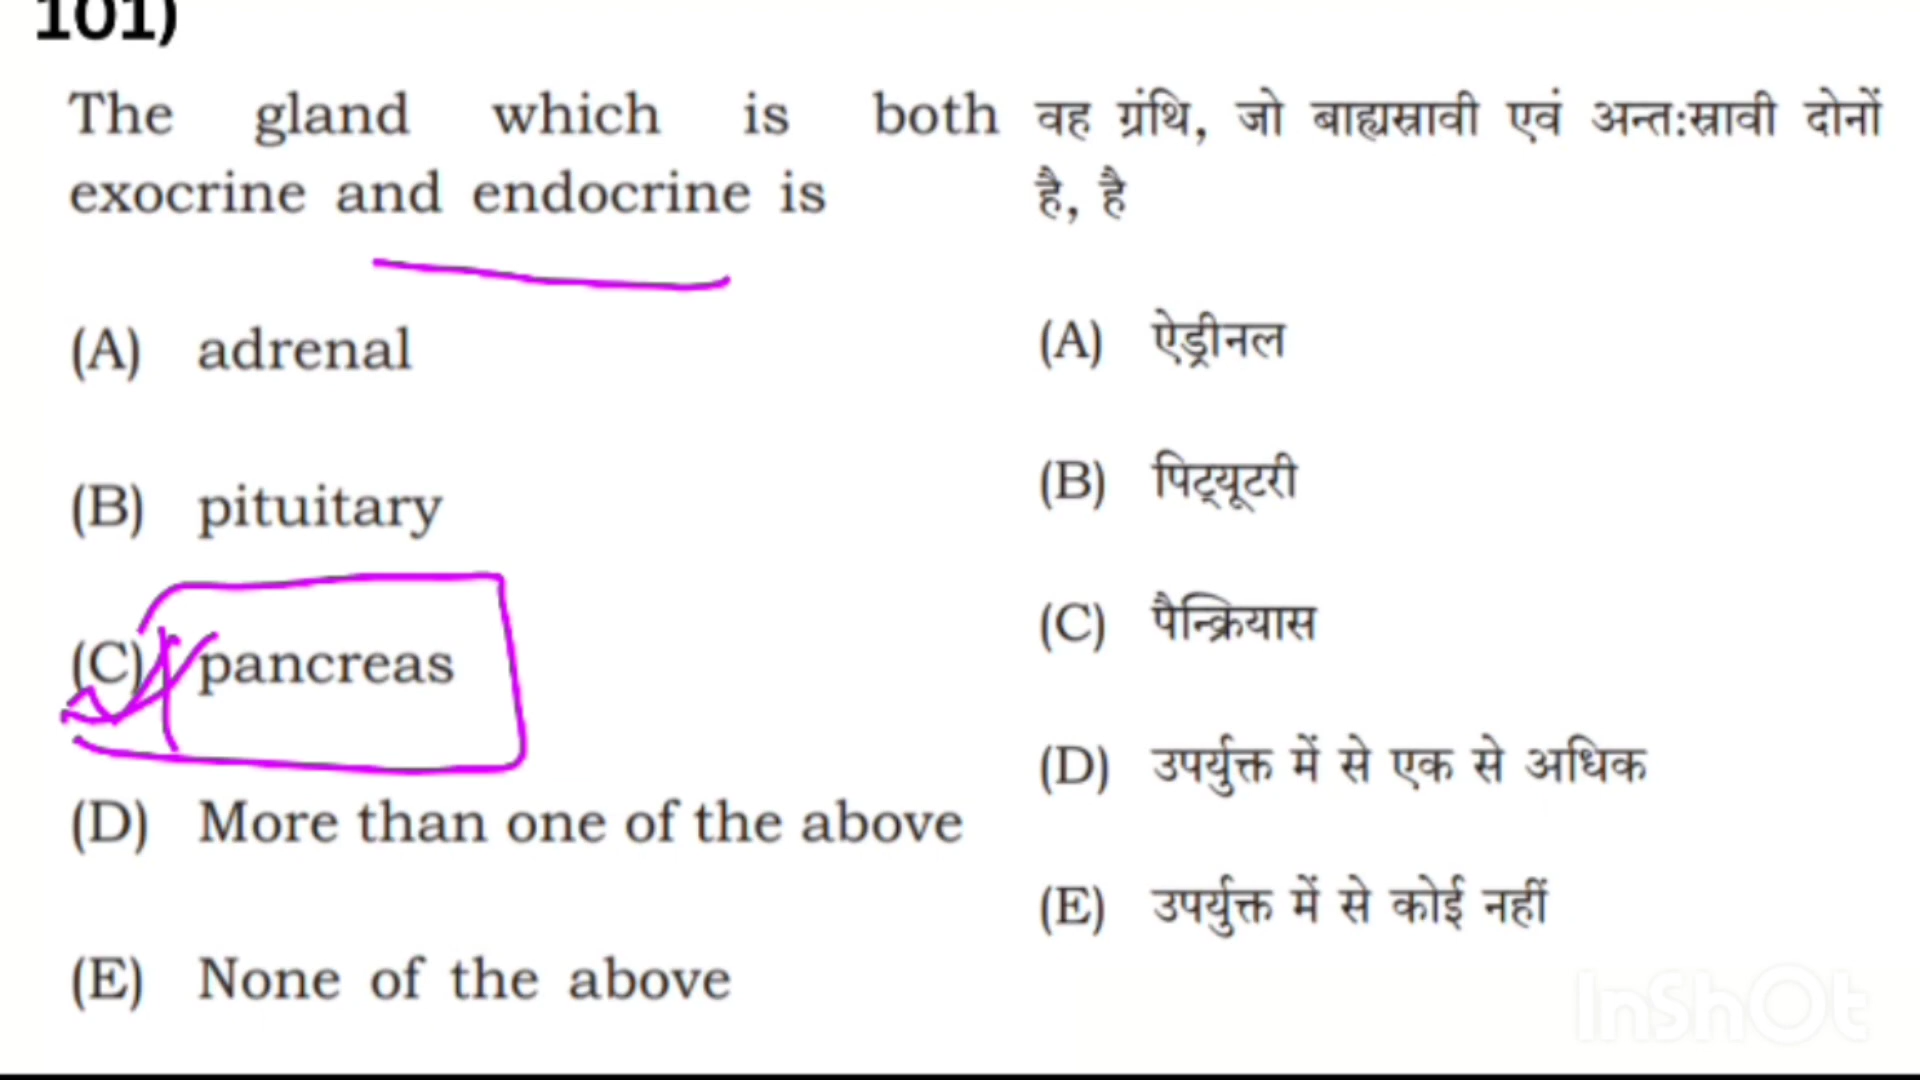 101)
The gland which is both
exocrine and endocrine is
(A) adrenal
(B) pituitary
(C) pancreas
(D) More than one of the above
(E) None of the above
वह ग्रंथि, जो बाह्यस्रावी एवं अन्त:स्रावी दोनों
है, है
(A) ऐड्रीनल
(B) पिट्यूटरी
(C) पैन्क्रियास
(D) उपर्युक्त में से एक से अधिक
(E) उपर्युक्त में से कोई नहीं
InShOt